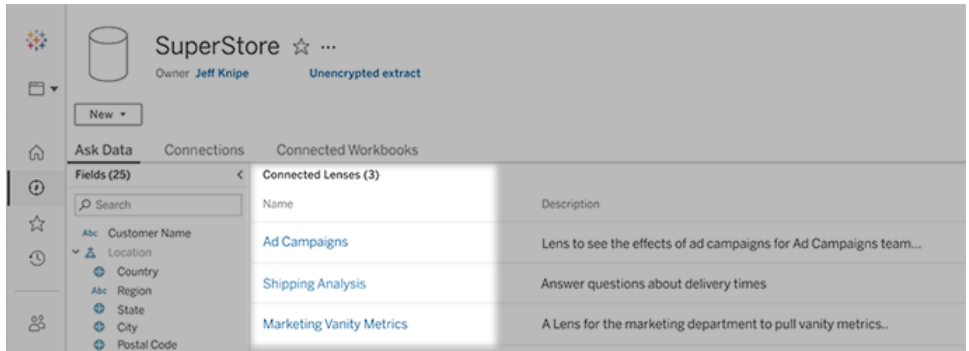 SuperStore ...
Owner Jeff Knipe Unencrypted extract
New
Ask Data Connections Connected Workbooks
Fields (25)
Search
Abc Customer Name
Location
Country
Abc Region
State
City
Postal Code
Connected Lenses (3)
Name Description
Ad Campaigns Lens to see the effects of ad campaigns for Ad Campaigns team...
Shipping Analysis Answer questions about delivery times
Marketing Vanity Metrics A Lens for the marketing department to pull vanity metrics..